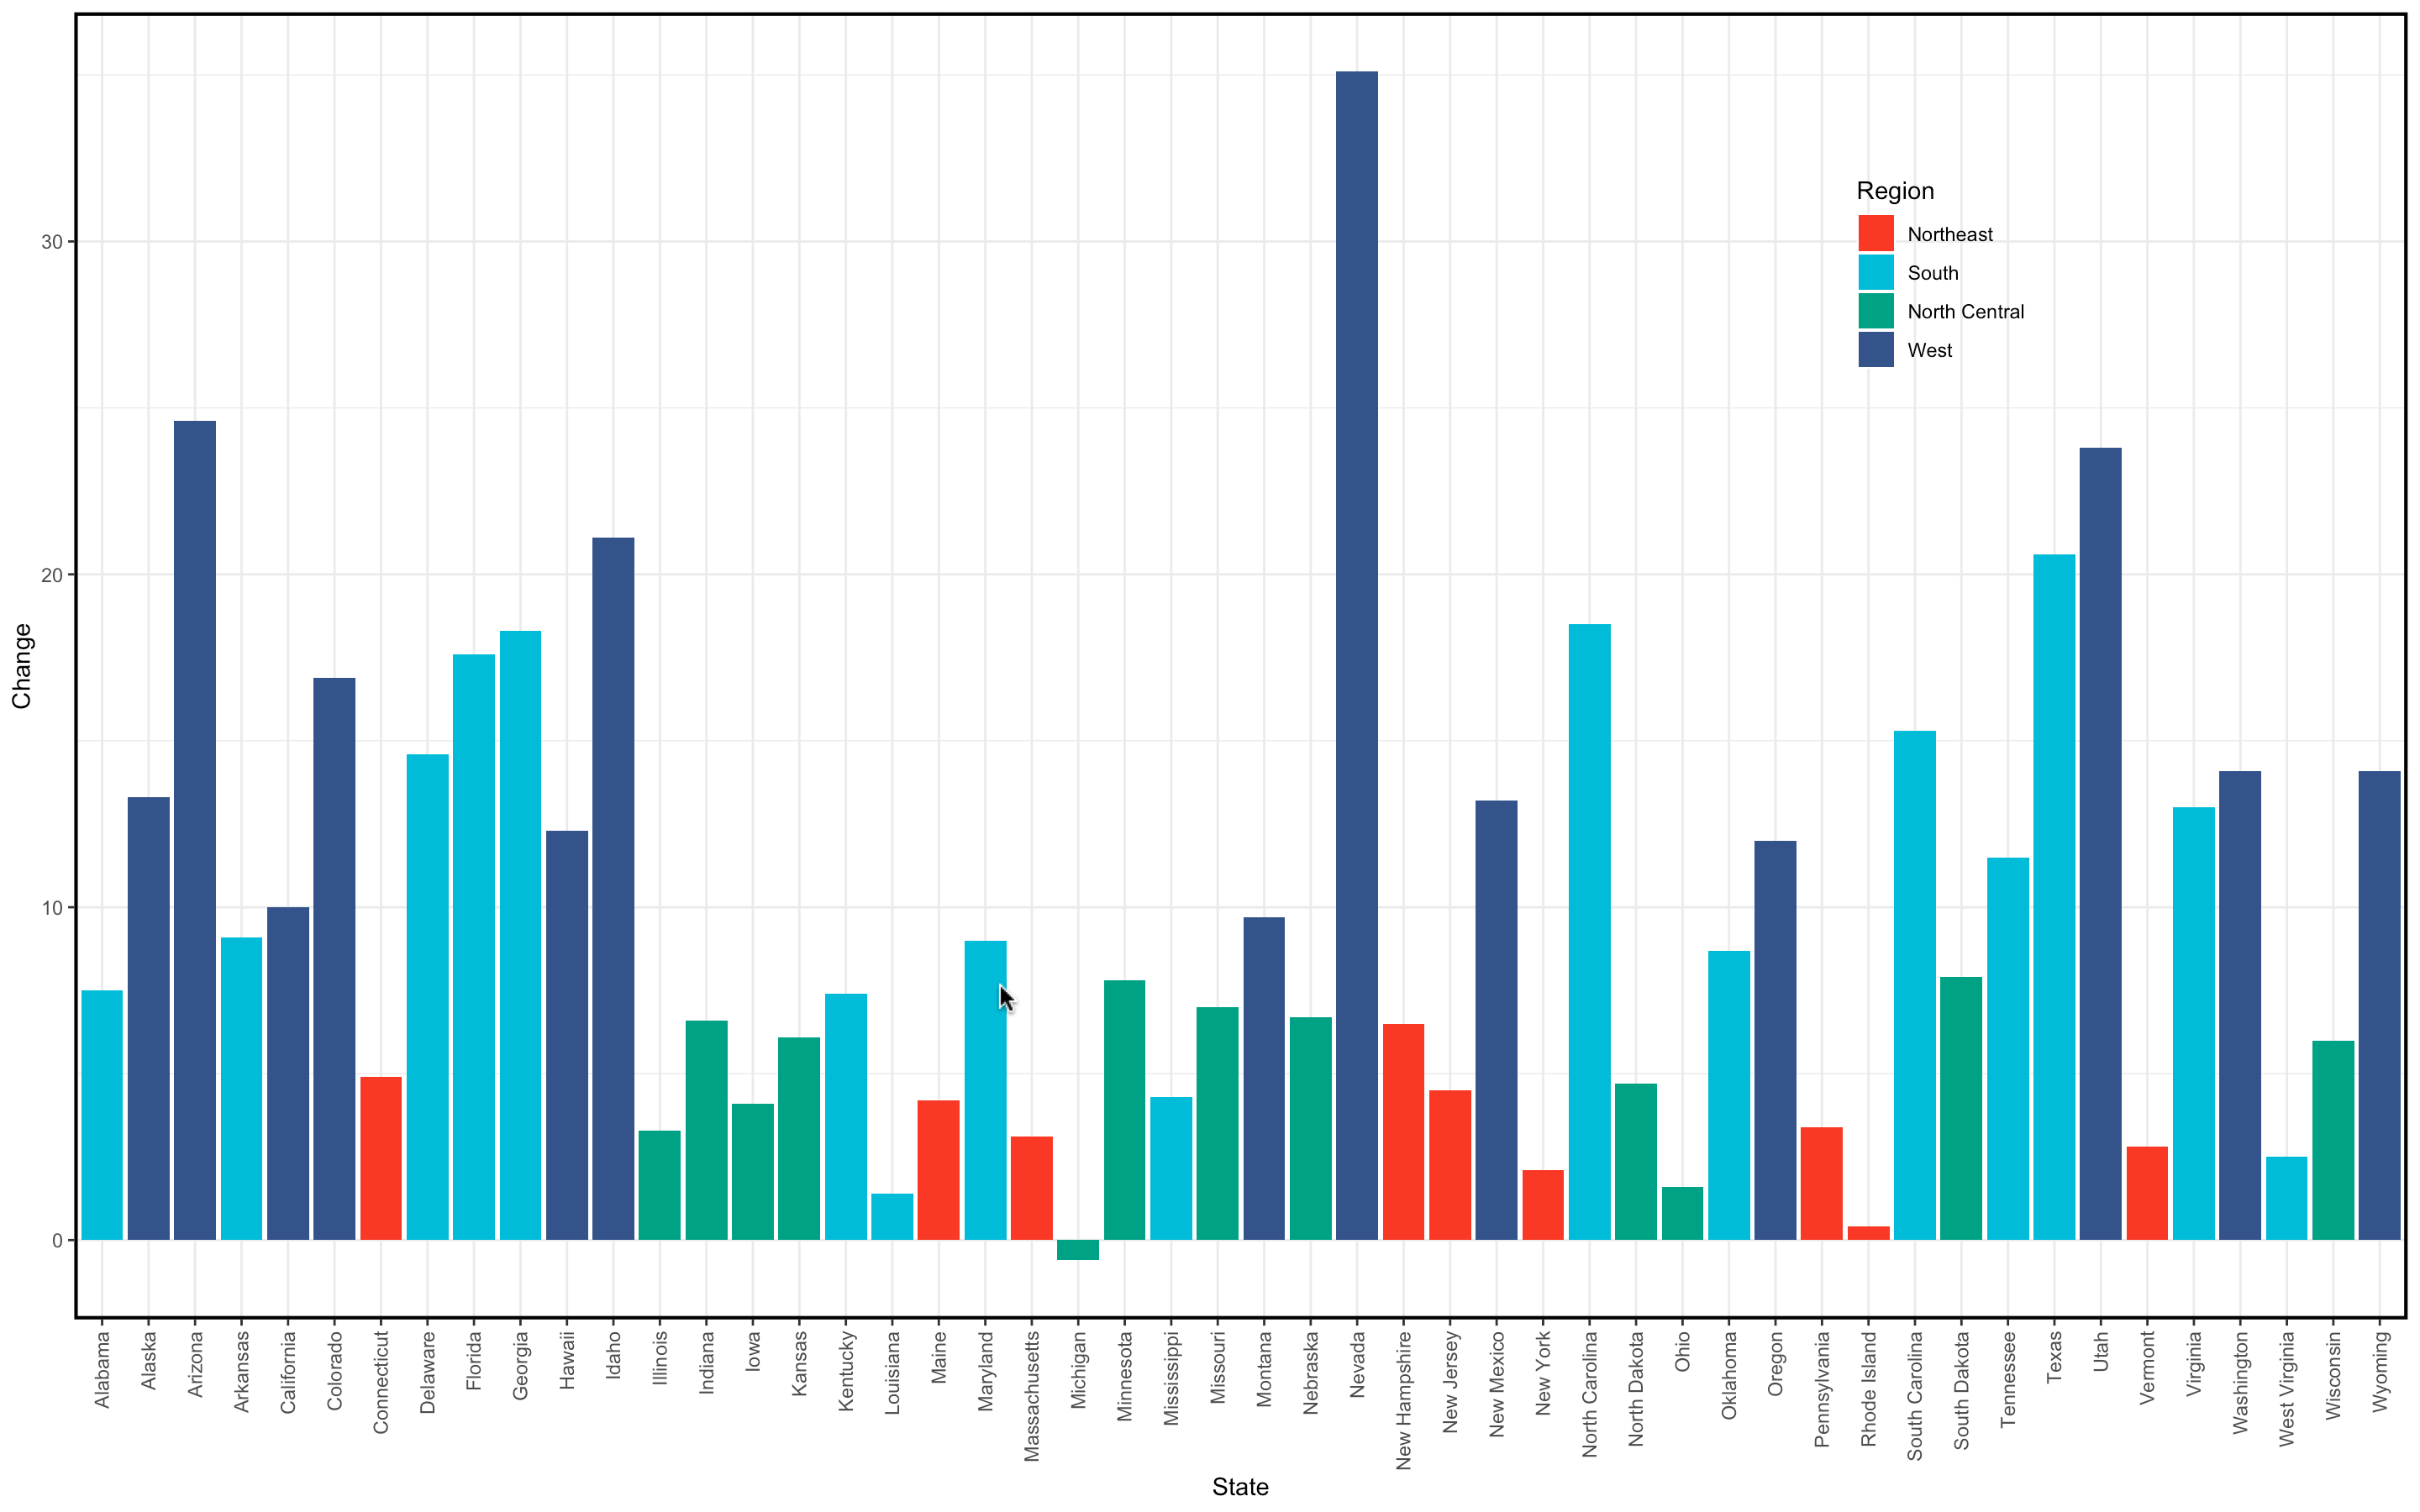 Region
Northeast
South
North Central
West
Change
30
20
10
0
Alabama
Alaska
Arizona
Arkansas
California
Colorado
Connecticut
Delaware
Florida
Georgia
Hawaii
Idaho
Illinois
Indiana
Iowa
Kansas
Kentucky
Louisiana
Maine
Maryland
Massachusetts
Michigan
Minnesota
Mississippi
Missouri
Montana
Nebraska
Nevada
New Hampshire
New Jersey
New Mexico
New York
North Carolina
North Dakota
Ohio
Oklahoma
Oregon
Pennsylvania
Rhode Island
South Carolina
South Dakota
Tennessee
Texas
Utah
Vermont
Virginia
Washington
West Virginia
Wisconsin
Wyoming
State